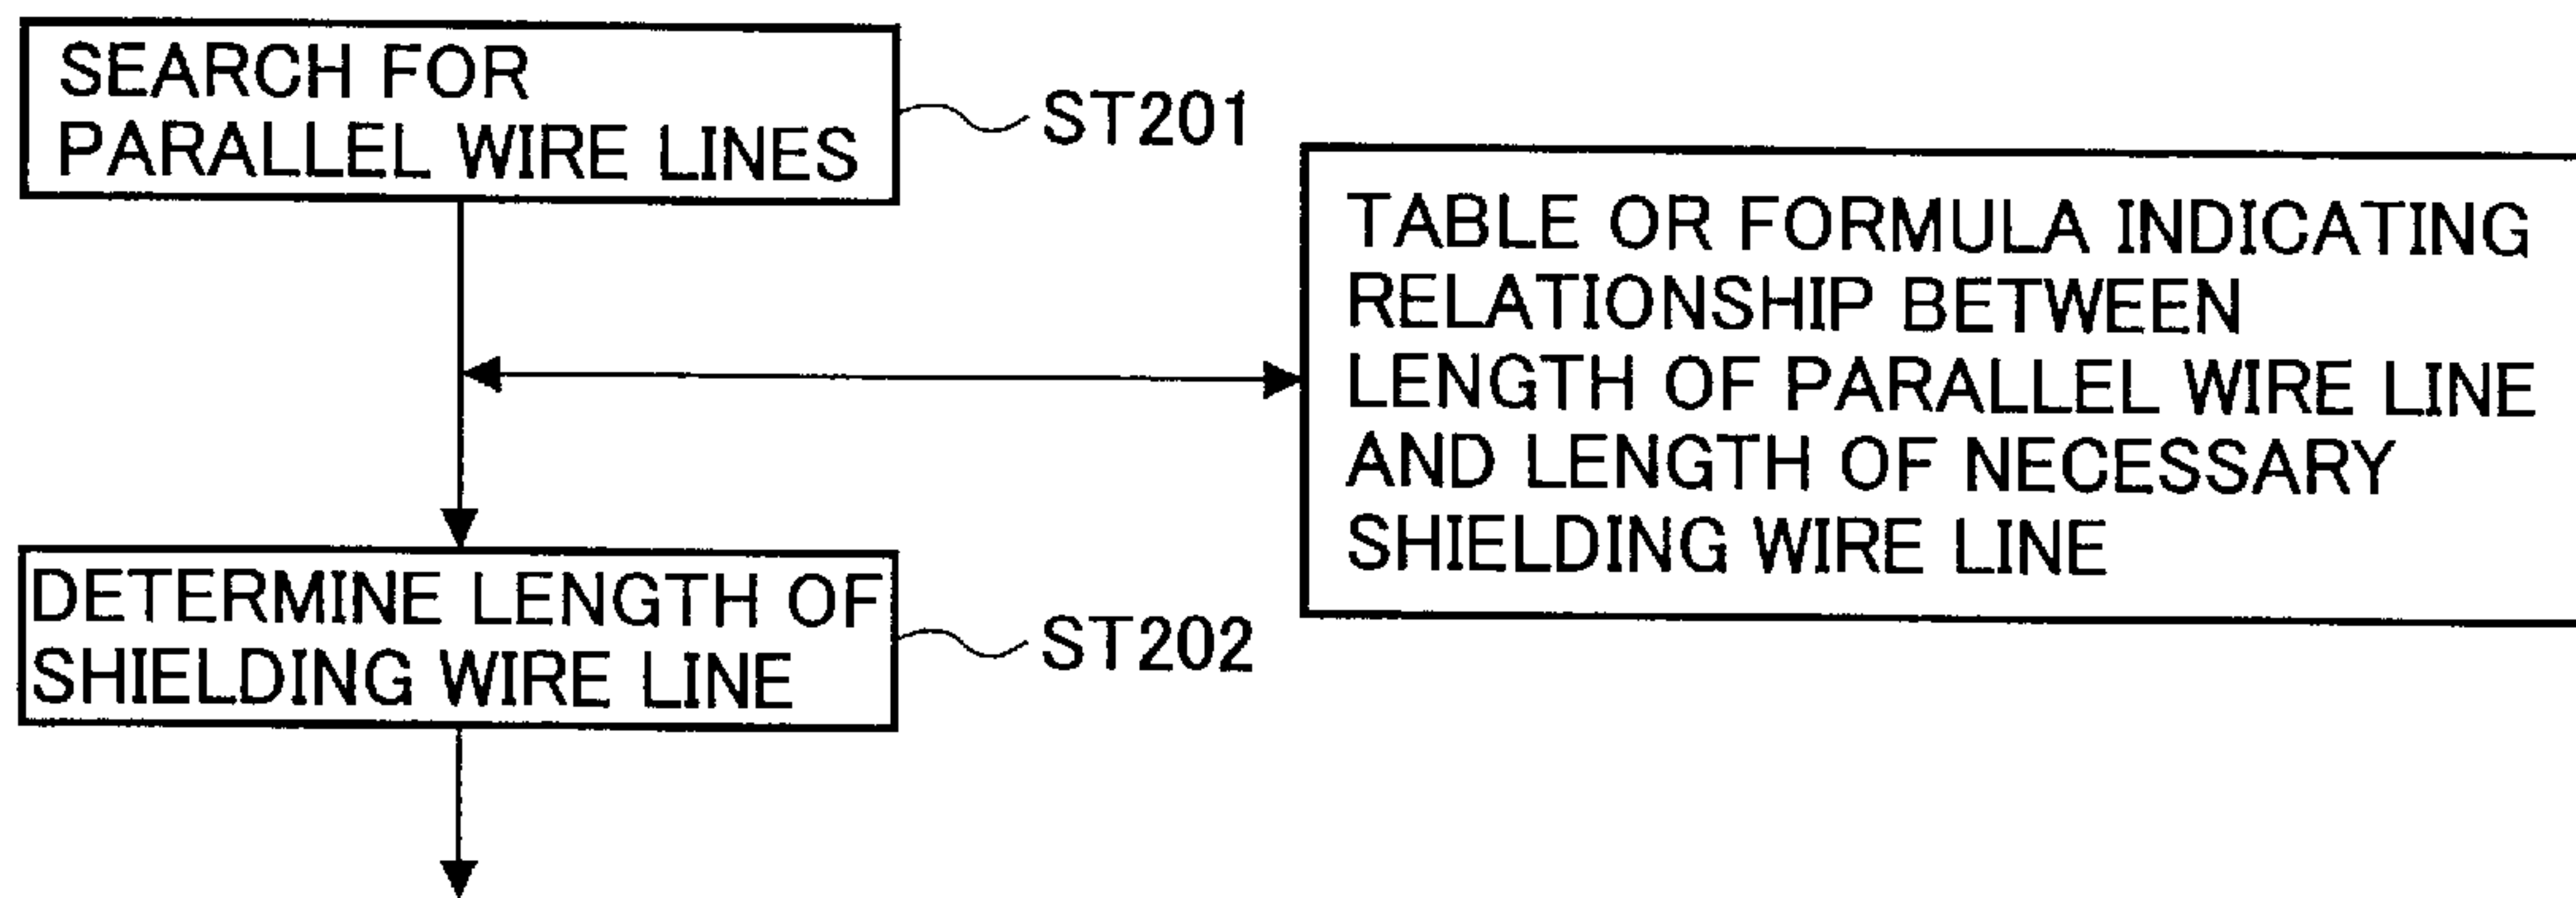 SEARCH FOR
PARALLEL WIRE LINES
ST201
TABLE OR FORMULA INDICATING
RELATIONSHIP BETWEEN
LENGTH OF PARALLEL WIRE LINE
AND LENGTH OF NECESSARY
SHIELDING WIRE LINE
DETERMINE LENGTH OF
SHIELDING WIRE LINE
ST202